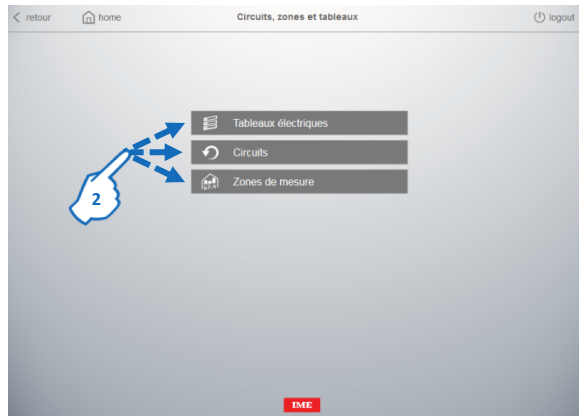 retour
home
Circuits, zones et tableaux
logout
Tableaux électriques
Circuits
Zones de mesure
2
IME